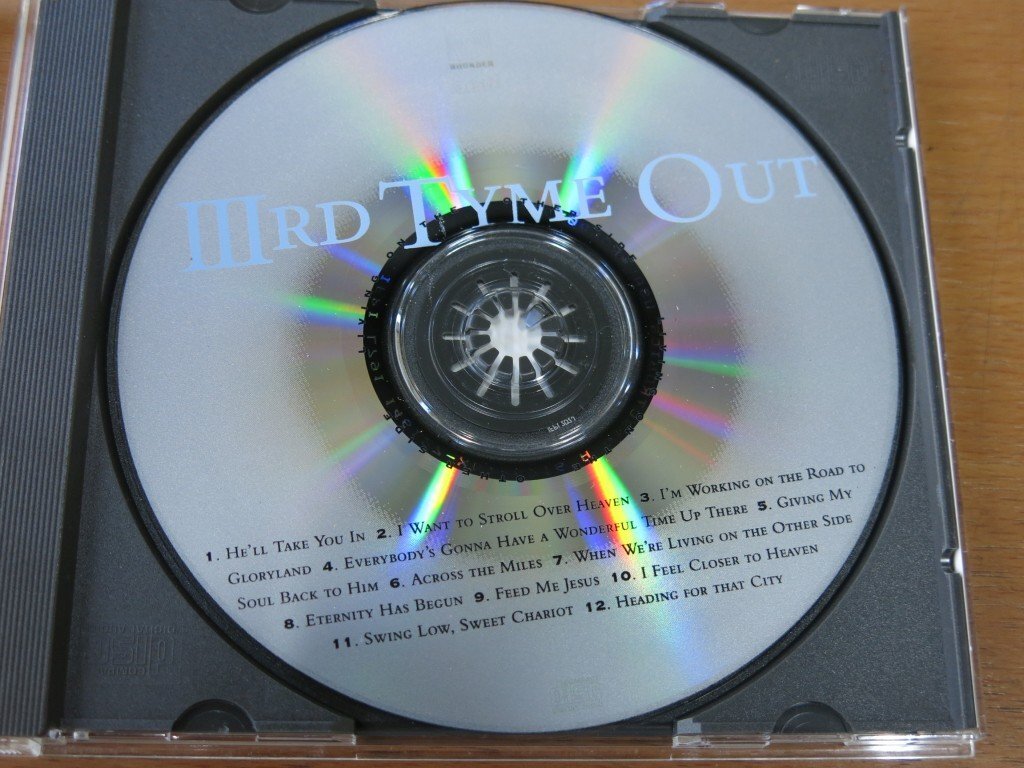 ROUNDER
IIIRD TYME OUT
1. HE'LL TAKE YOU IN 2. I WANT TO STROLL OVER HEAVEN 3. I'M WORKING ON THE ROAD TO
GLORYLAND 4. EVERYBODY'S GONNA HAVE A WONDERFUL TIME UP THERE 5. GIVING MY
SOUL BACK TO HIM 6. ACROSS THE MILES 7. WHEN WE'RE LIVING ON THE OTHER SIDE
8. ETERNITY HAS BEGUN 9. FEED ME JESUS 10. I FEEL CLOSER TO HEAVEN
11. SWING LOW, SWEET CHARIOT 12. HEADING FOR THAT CITY